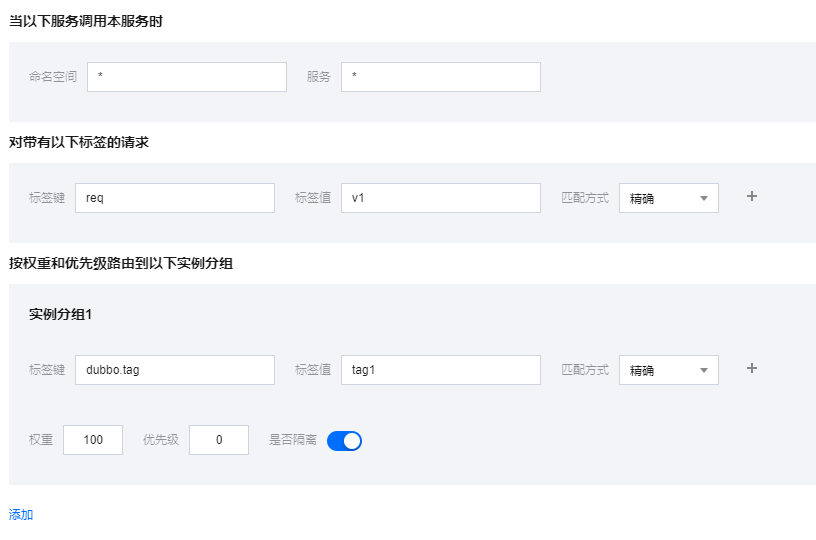 当以下服务调用本服务时
命名空间 * 服务 *
对带有以下标签的请求
标签键 req 标签值 v1 匹配方式 精确 +
按权重和优先级路由到以下实例分组
实例分组1
标签键 dubbo.tag 标签值 tag1 匹配方式 精确 +
权重 100 优先级 0 是否隔离
添加